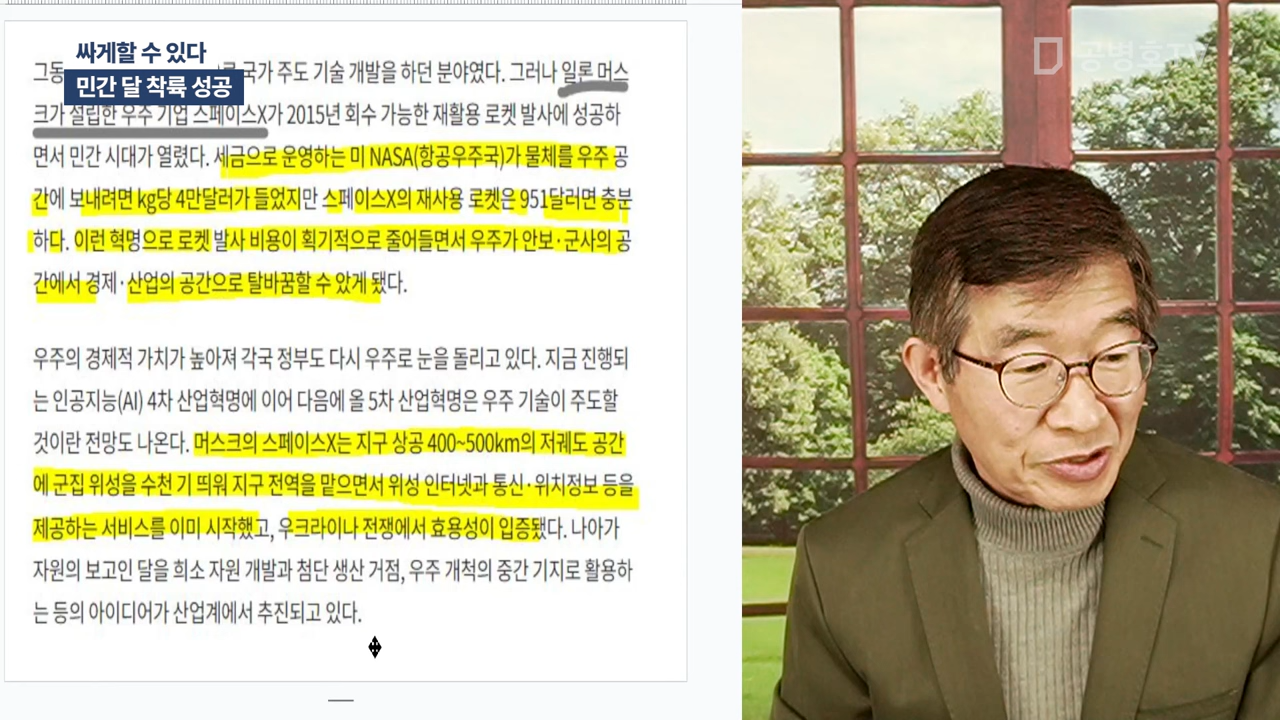 싸게할 수 있다
민간 달 착륙 성공
국가 주도 기술 개발을 하던 분야였다. 그러나 일론 머스
크가 설립한 우주 기업 스페이스X가 2015년 회수 가능한 재활용 로켓 발사에 성공하
면서 민간 시대가 열렸다. 세금으로 운영하는 미 NASA(항공우주국)가 물체를 우주 공
간에 보내려면 kg당 4만달러가 들었지만 스페이스X의 재사용 로켓은 951달러면 충분
하다. 이런 혁명으로 로켓 발사 비용이 획기적으로 줄어들면서 우주가 안보·군사의 공
간에서 경제·산업의 공간으로 탈바꿈할 수 있게 됐다.
우주의 경제적 가치가 높아져 각국 정부도 다시 우주로 눈을 돌리고 있다. 지금 진행되
는 인공지능(AI) 4차 산업혁명에 이어 다음에 올 5차 산업혁명은 우주 기술이 주도할
것이란 전망도 나온다. 머스크의 스페이스X는 지구 상공 400~500km의 저궤도 공간
에 군집 위성을 수천 기 띄워 지구 전역을 맡으면서 위성 인터넷과 통신·위치정보 등을
제공하는 서비스를 이미 시작했고, 우크라이나 전쟁에서 효용성이 입증됐다. 나아가
자원의 보고인 달을 희소 자원 개발과 첨단 생산 거점, 우주 개척의 중간 기지로 활용하
는 등의 아이디어가 산업계에서 추진되고 있다.
공병호TV